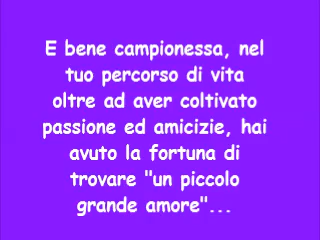 E bene campionessa, nel
tuo percorso di vita
oltre ad aver coltivato
passione ed amicizie, hai
avuto la fortuna di
trovare "un piccolo
grande amore"...